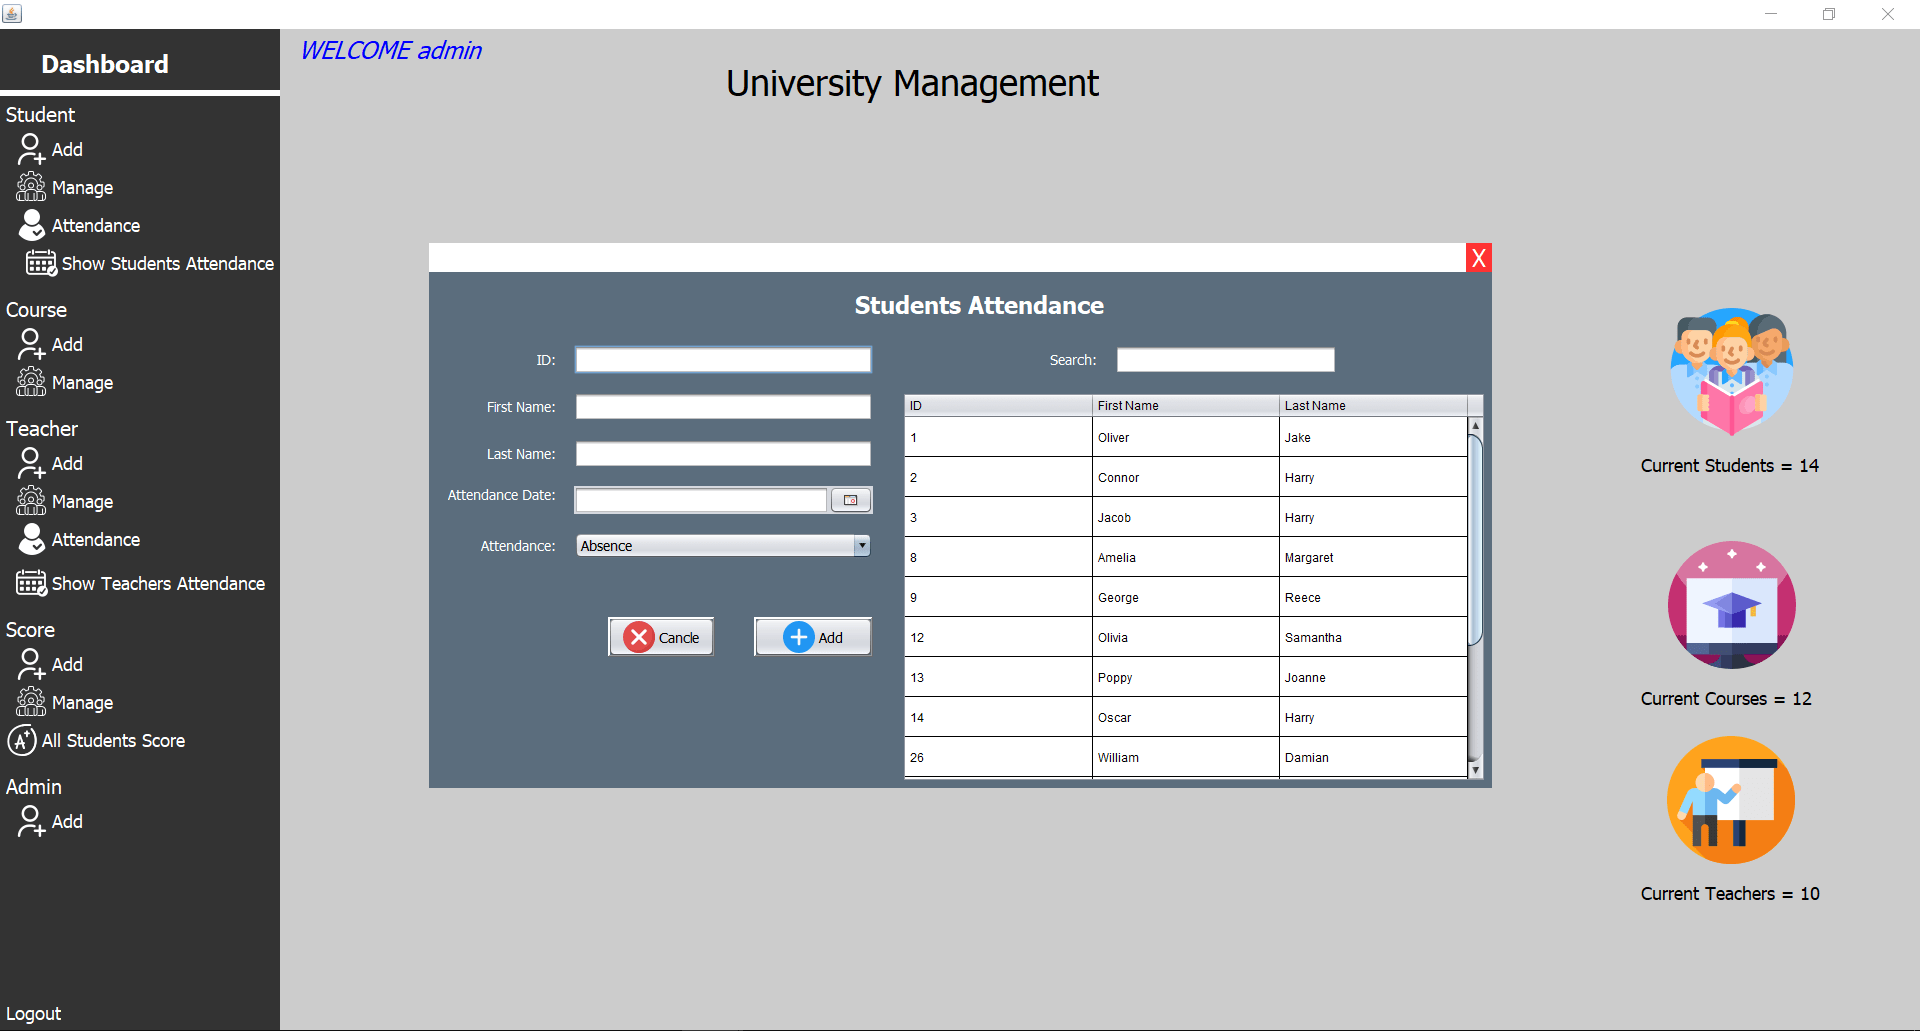 Dashboard
Student
Add
Manage
Attendance
Show Students Attendance
Course
Add
Manage
Teacher
Add
Manage
Attendance
Show Teachers Attendance
Score
Add
Manage
A+ All Students Score
Admin
Add
Logout
WELCOME admin
University Management
X
Students Attendance
ID:
First Name:
Last Name:
Attendance Date:
Attendance: Absence
Cancle Add
Search:
ID First Name Last Name
1 Oliver Jake
2 Connor Harry
3 Jacob Harry
8 Amelia Margaret
9 George Reece
12 Olivia Samantha
13 Poppy Joanne
14 Oscar Harry
26 William Damian
Current Students = 14
Current Courses = 12
Current Teachers = 10